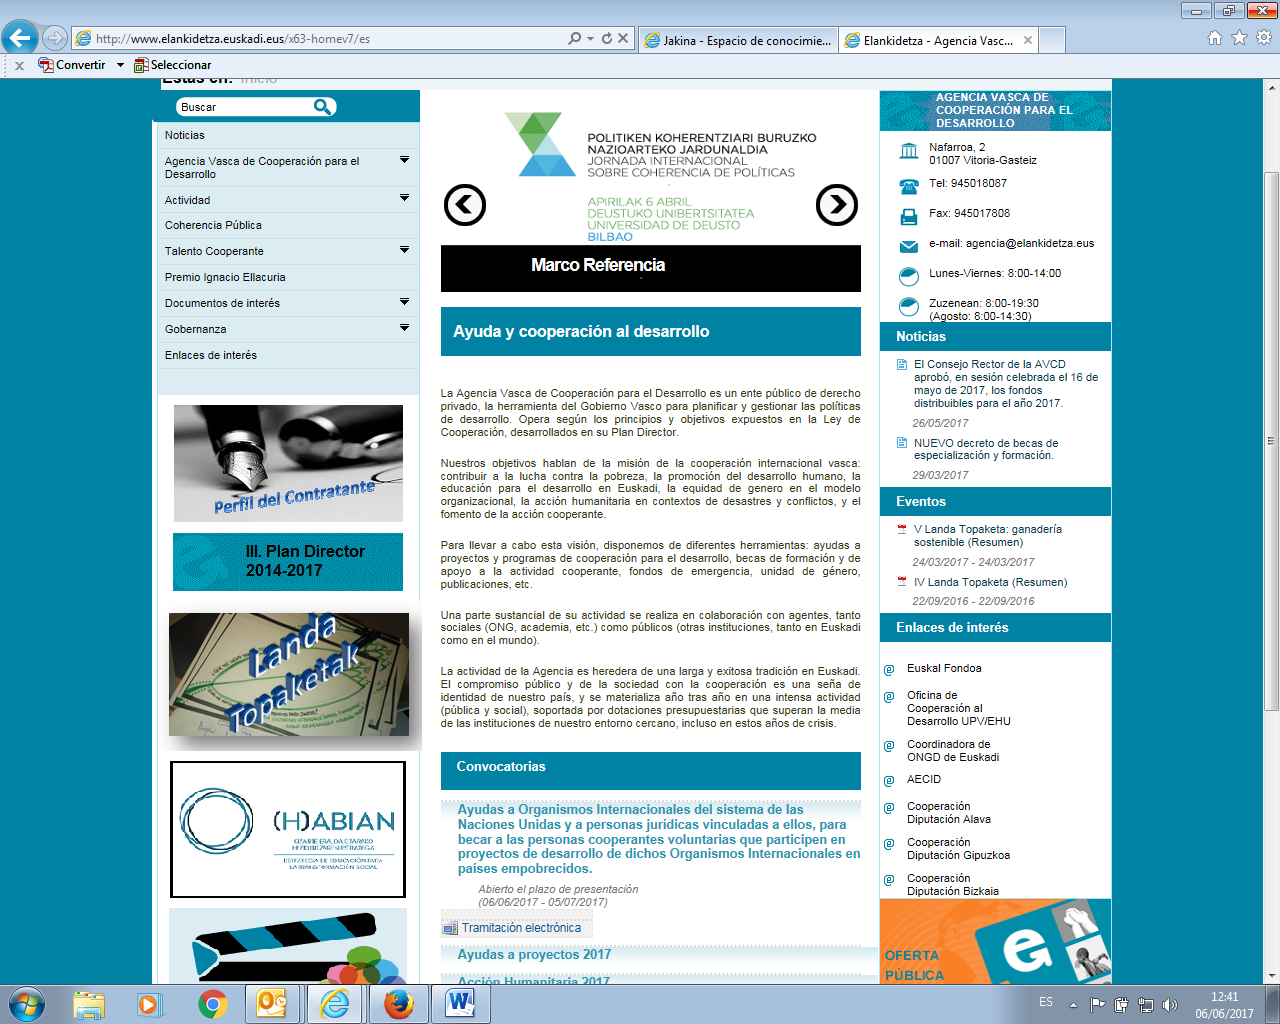 http://www.elankidetza.euskadi.eus/x63-homev7/es
Jakina - Espacio de conocimie...
Elankidetza - Agencia Vasc...
Convertir
Seleccionar
Estás en: Inicio
Buscar
Noticias
Agencia Vasca de Cooperación para el
Desarrollo
Actividad
Coherencia Pública
Talento Cooperante
Premio Ignacio Ellacuria
Documentos de interés
Gobernanza
Enlaces de interés
Perfil del Contratante
III. Plan Director
2014-2017
Landa
Topaketak
(H)ABIAN
GIZARTE ERALDAKETARAKO
HEZKUNTZAREN ESTRATEGIA
ESTRATEGIA DE EDUCACIÓN PARA
LA TRANSFORMACIÓN SOCIAL
POLITIKEN KOHERENTZIARI BURUZKO
NAZIOARTEKO JARDUNALDIA
JORNADA INTERNACIONAL
SOBRE COHERENCIA DE POLÍTICAS
APIRILAK 6 ABRIL
DEUSTUKO UNIBERTSITATEA
UNIVERSIDAD DE DEUSTO
BILBAO
Marco Referencia
Ayuda y cooperación al desarrollo
La Agencia Vasca de Cooperación para el Desarrollo es un ente público de derecho
privado, la herramienta del Gobierno Vasco para planificar y gestionar las políticas
de desarrollo. Opera según los principios y objetivos expuestos en la Ley de
Cooperación, desarrollados en su Plan Director.
Nuestros objetivos hablan de la misión de la cooperación internacional vasca:
contribuir a la lucha contra la pobreza, la promoción del desarrollo humano, la
educación para el desarrollo en Euskadi, la equidad de genero en el modelo
organizacional, la acción humanitaria en contextos de desastres y conflictos, y el
fomento de la acción cooperante.
Para llevar a cabo esta visión, disponemos de diferentes herramientas: ayudas a
proyectos y programas de cooperación para el desarrollo, becas de formación y de
apoyo a la actividad cooperante, fondos de emergencia, unidad de género,
publicaciones, etc.
Una parte sustancial de su actividad se realiza en colaboración con agentes, tanto
sociales (ONG, academia, etc.) como públicos (otras instituciones, tanto en Euskadi
como en el mundo).
La actividad de la Agencia es heredera de una larga y exitosa tradición en Euskadi.
El compromiso público y de la sociedad con la cooperación es una seña de
identidad de nuestro país, y se materializa año tras año en una intensa actividad
(pública y social), soportada por dotaciones presupuestarias que superan la media
de las instituciones de nuestro entorno cercano, incluso en estos años de crisis.
Convocatorias
Ayudas a Organismos Internacionales del sistema de las
Naciones Unidas y a personas jurídicas vinculadas a ellos, para
becar a las personas cooperantes voluntarias que participen en
proyectos de desarrollo de dichos Organismos Internacionales en
países empobrecidos.
Abierto el plazo de presentación
(06/06/2017 - 05/07/2017)
Tramitación electrónica
Ayudas a proyectos 2017
Acción Humanitaria 2017
AGENCIA VASCA DE
COOPERACIÓN PARA EL
DESARROLLO
Nafarroa, 2
01007 Vitoria-Gasteiz
Tel: 945018087
Fax: 945017808
e-mail: agencia@elankidetza.eus
Lunes-Viernes: 8:00-14:00
Zuzenean: 8:00-19:30
(Agosto: 8:00-14:30)
Noticias
El Consejo Rector de la AVCD
aprobó, en sesión celebrada el 16 de
mayo de 2017, los fondos
distribuibles para el año 2017.
26/05/2017
NUEVO decreto de becas de
especialización y formación.
29/03/2017
Eventos
V Landa Topaketa: ganadería
sostenible (Resumen)
24/03/2017 - 24/03/2017
IV Landa Topaketa (Resumen)
22/09/2016 - 22/09/2016
Enlaces de interés
Euskal Fondoa
Oficina de
Cooperación al
Desarrollo UPV/EHU
Coordinadora de
ONGD de Euskadi
AECID
Cooperación
Diputación Alava
Cooperación
Diputación Gipuzkoa
Cooperación
Diputación Bizkaia
OFERTA
PÚBLICA
ES
12:41
06/06/2017